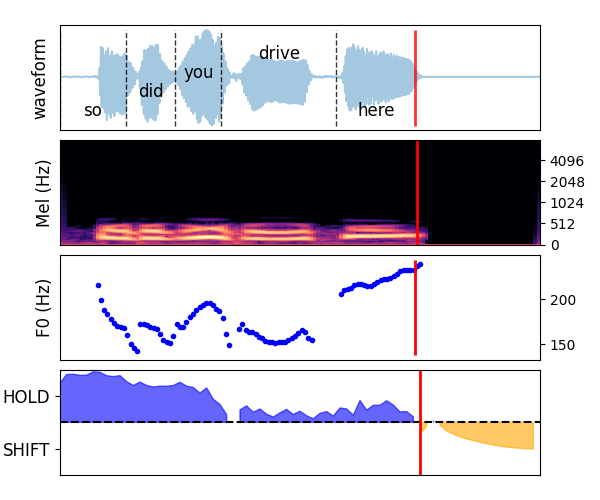 waveform
so did you drive here
Mel (Hz)
4096
2048
1024
512
0
F0 (Hz)
200
150
HOLD
SHIFT